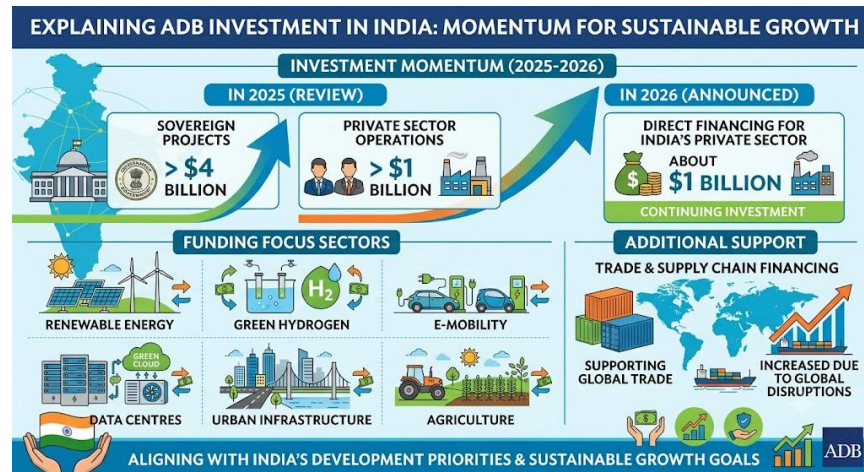 EXPLAINING ADB INVESTMENT IN INDIA: MOMENTUM FOR SUSTAINABLE GROWTH
INVESTMENT MOMENTUM (2025-2026)
IN 2025 (REVIEW)
SOVEREIGN
PROJECTS
> $4
BILLION
PRIVATE SECTOR
OPERATIONS
> $1
BILLION
IN 2026 (ANNOUNCED)
DIRECT FINANCING FOR
INDIA'S PRIVATE SECTOR
$
ABOUT
$1 BILLION
CONTINUING INVESTMENT
FUNDING FOCUS SECTORS
RENEWABLE ENERGY
H2
GREEN HYDROGEN
E-MOBILITY
GREEN
CLOUD
DATA CENTRES
URBAN INFRASTRUCTURE
AGRICULTURE
ADDITIONAL SUPPORT
TRADE & SUPPLY CHAIN FINANCING
SUPPORTING
GLOBAL TRADE
INCREASED DUE
TO GLOBAL
DISRUPTIONS
ALIGNING WITH INDIA'S DEVELOPMENT PRIORITIES & SUSTAINABLE GROWTH GOALS
ADB